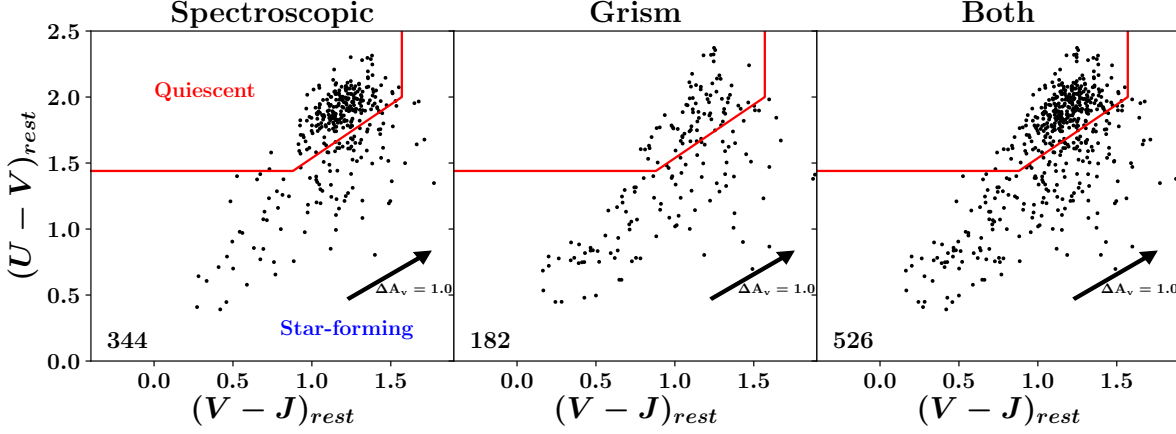 Spectroscopic Grism Both
2.5
2.0
1.5
1.0
0.5
0.0
(U − V)rest
Quiescent
ΔAv = 1.0
Star-forming
344
0.0 0.5 1.0 1.5
(V − J)rest
ΔAv = 1.0
182
0.0 0.5 1.0 1.5
(V − J)rest
ΔAv = 1.0
526
0.0 0.5 1.0 1.5
(V − J)rest